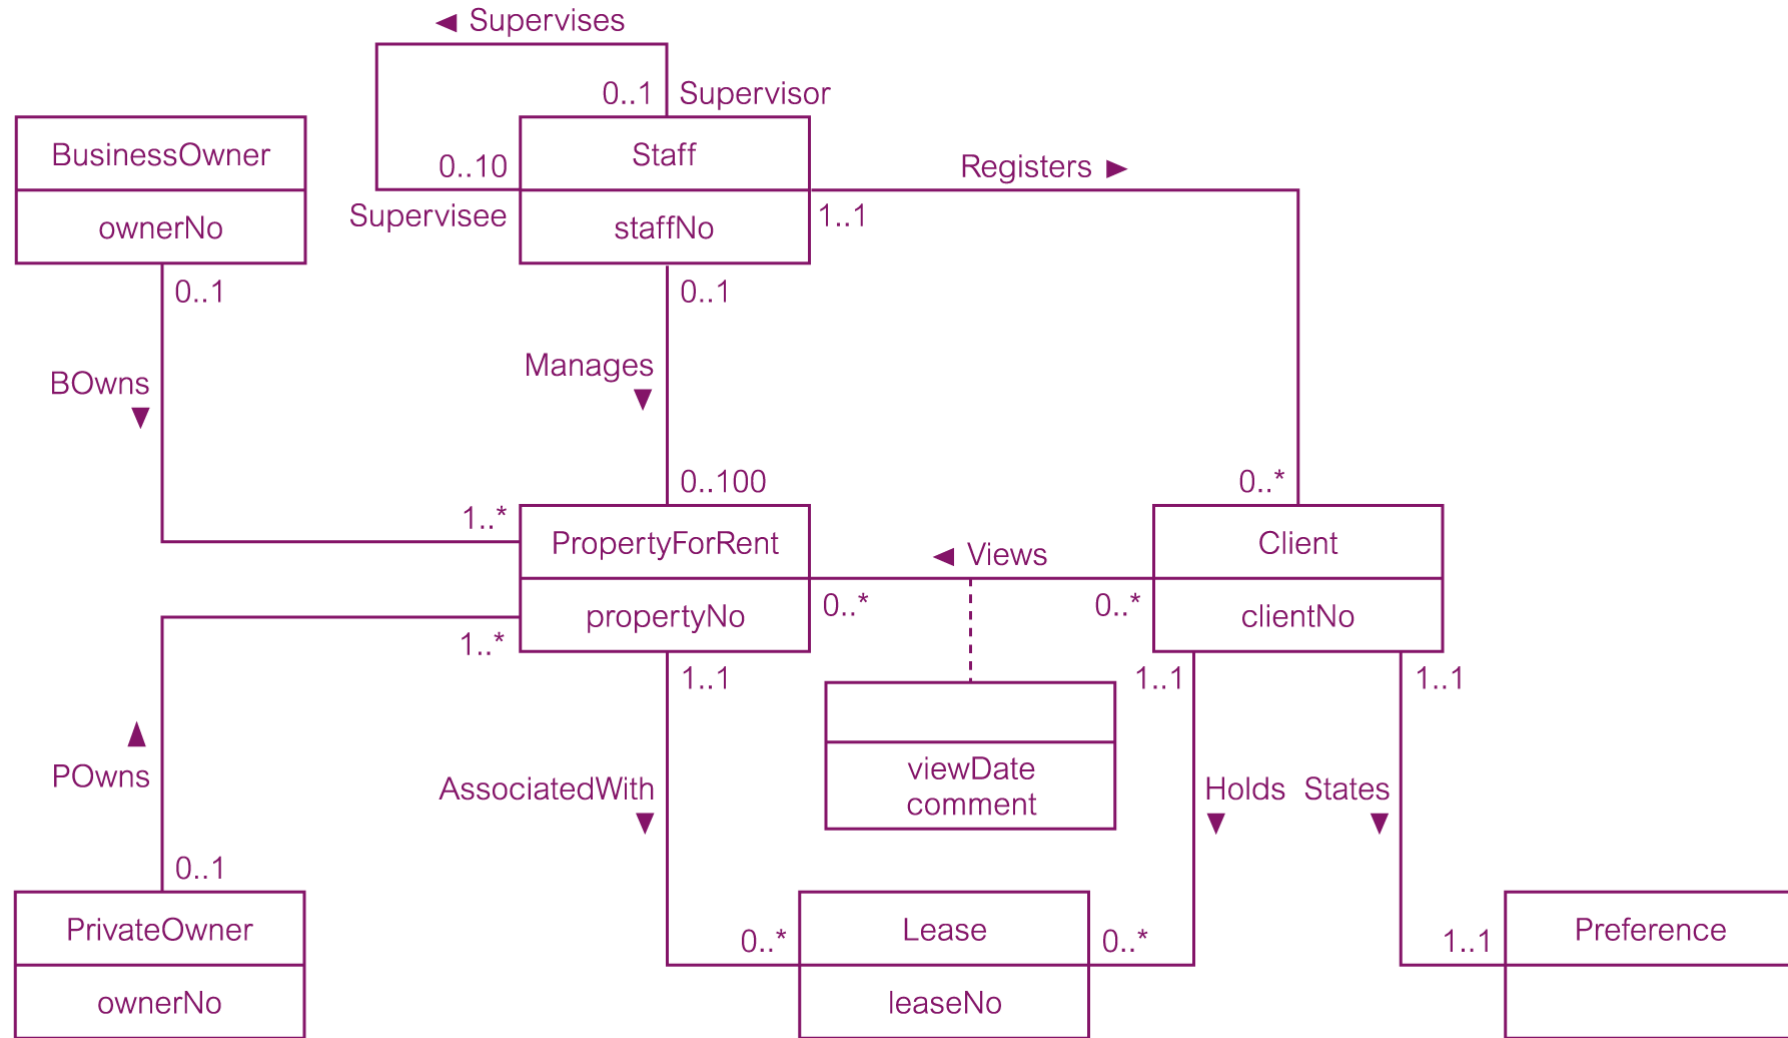 ◄ Supervises
0..1 Supervisor
BusinessOwner
ownerNo
0..1
0..10
Supervisee
Staff
staffNo
1..1
0..1
Registers ►
BOwns
▼
Manages
▼
0..100
0..*
1..*
PropertyForRent
propertyNo
◄ Views
0..*
0..*
Client
clientNo
1..*
1..1
1..1
1..1
viewDate
comment
▲
POwns
AssociatedWith
▼
Holds
▼
States
▼
0..1
PrivateOwner
ownerNo
0..*
Lease
leaseNo
0..*
1..1
Preference